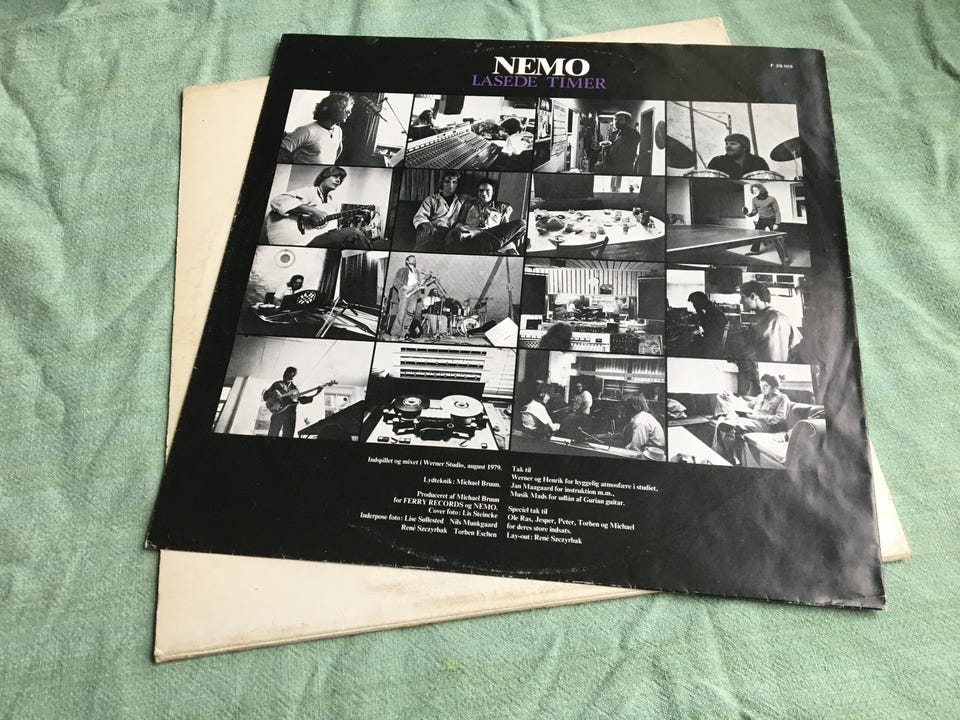 NEMO
LASEDE TIMER
F. 29109
Indspillet og mixet i Werner Studio, august 1979.
Lydteknik: Michael Bruun.
Produceret af Michael Bruun
for FERRY RECORDS og NEMO.
Cover foto: Lis Steincke
Inderpose foto: Lise Søllested Nils Munkgaard
René Szczyrbak Torben Eschen
Tak til
Werner og Henrik for hyggelig atmosfære i studiet,
Jan Maagaard for instruktion m.m.,
Musik Mads for udlån af Gurian guitar.
Speciel tak til
Ole Ras, Jesper, Peter, Torben og Michael
for deres store indsats.
Lay-out: René Szczyrbak